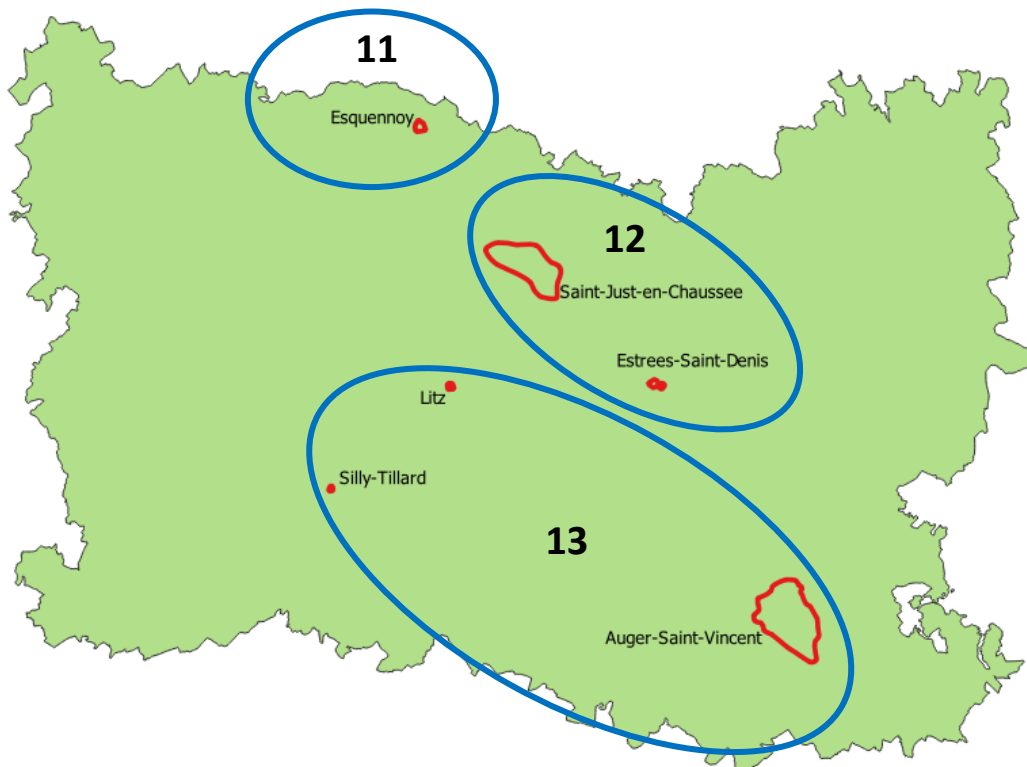 11
Esquennoy
12
Saint-Just-en-Chaussee
Estrees-Saint-Denis
Litz
Silly-Tillard
13
Auger-Saint-Vincent